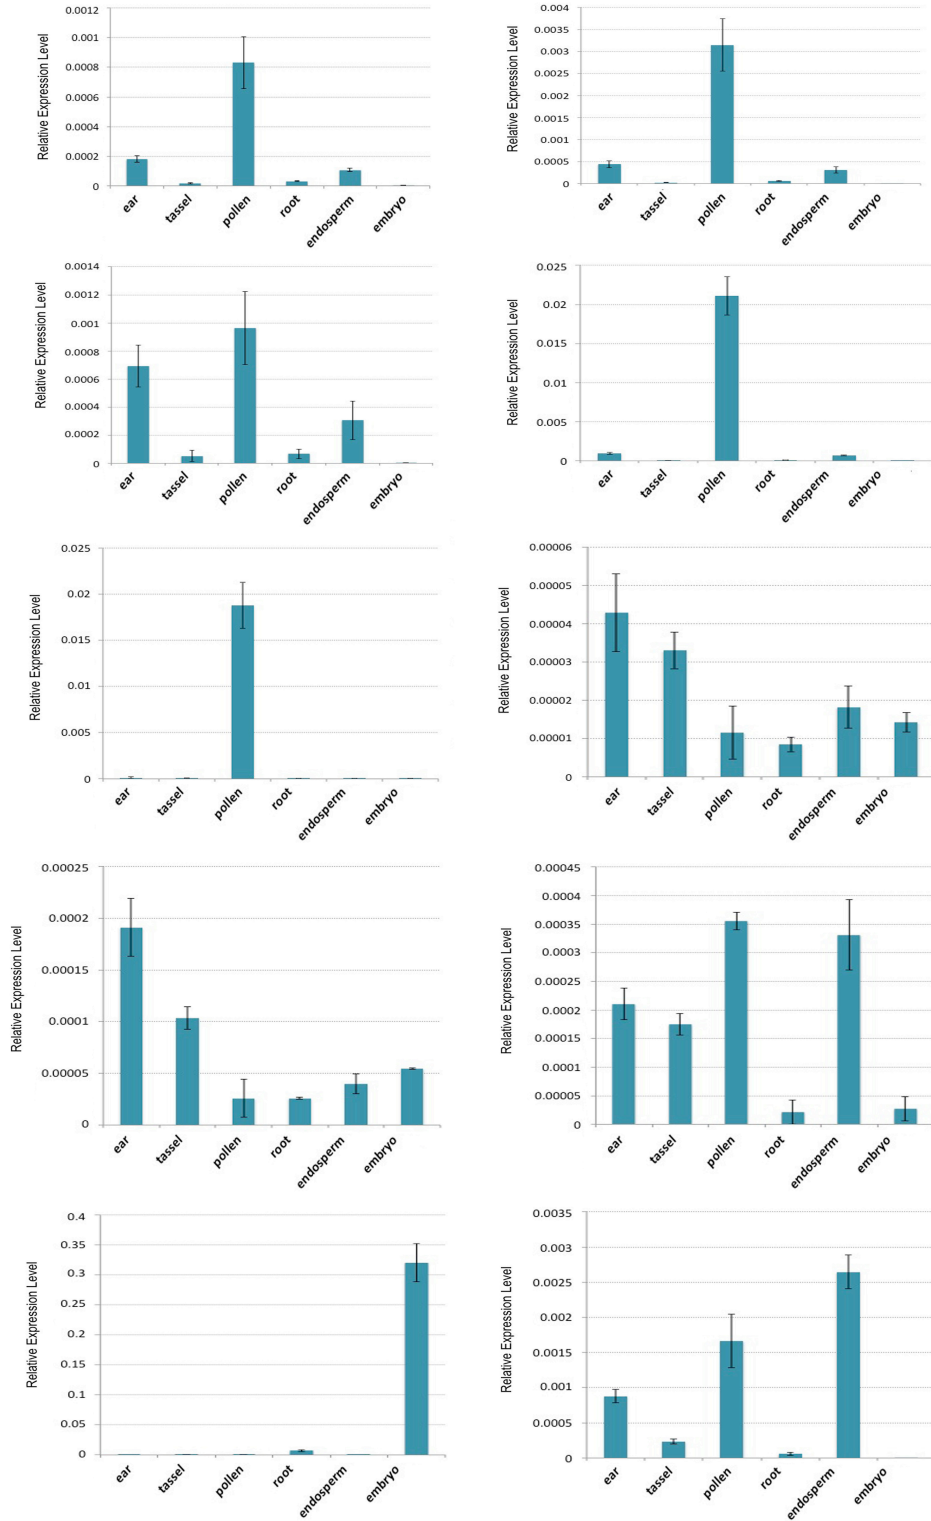 0.0012
0.001
0.0008
0.0006
0.0004
0.0002
0
Relative Expression Level
ear
tassel
pollen
root
endosperm
embryo
0.004
0.0035
0.003
0.0025
0.002
0.0015
0.001
0.0005
0
Relative Expression Level
ear
tassel
pollen
root
endosperm
embryo
0.0014
0.0012
0.001
0.0008
0.0006
0.0004
0.0002
0
Relative Expression Level
ear
tassel
pollen
root
endosperm
embryo
0.025
0.02
0.015
0.01
0.005
0
Relative Expression Level
ear
tassel
pollen
root
endosperm
embryo
0.025
0.02
0.015
0.01
0.005
0
Relative Expression Level
ear
tassel
pollen
root
endosperm
embryo
0.00006
0.00005
0.00004
0.00003
0.00002
0.00001
0
Relative Expression Level
ear
tassel
pollen
root
endosperm
embryo
0.00025
0.0002
0.00015
0.0001
0.00005
0
Relative Expression Level
ear
tassel
pollen
root
endosperm
embryo
0.00045
0.0004
0.00035
0.0003
0.00025
0.0002
0.00015
0.0001
0.00005
0
Relative Expression Level
ear
tassel
pollen
root
endosperm
embryo
0.4
0.35
0.3
0.25
0.2
0.15
0.1
0.05
0
Relative Expression Level
ear
tassel
pollen
root
endosperm
embryo
0.0035
0.003
0.0025
0.002
0.0015
0.001
0.0005
0
Relative Expression Level
ear
tassel
pollen
root
endosperm
embryo